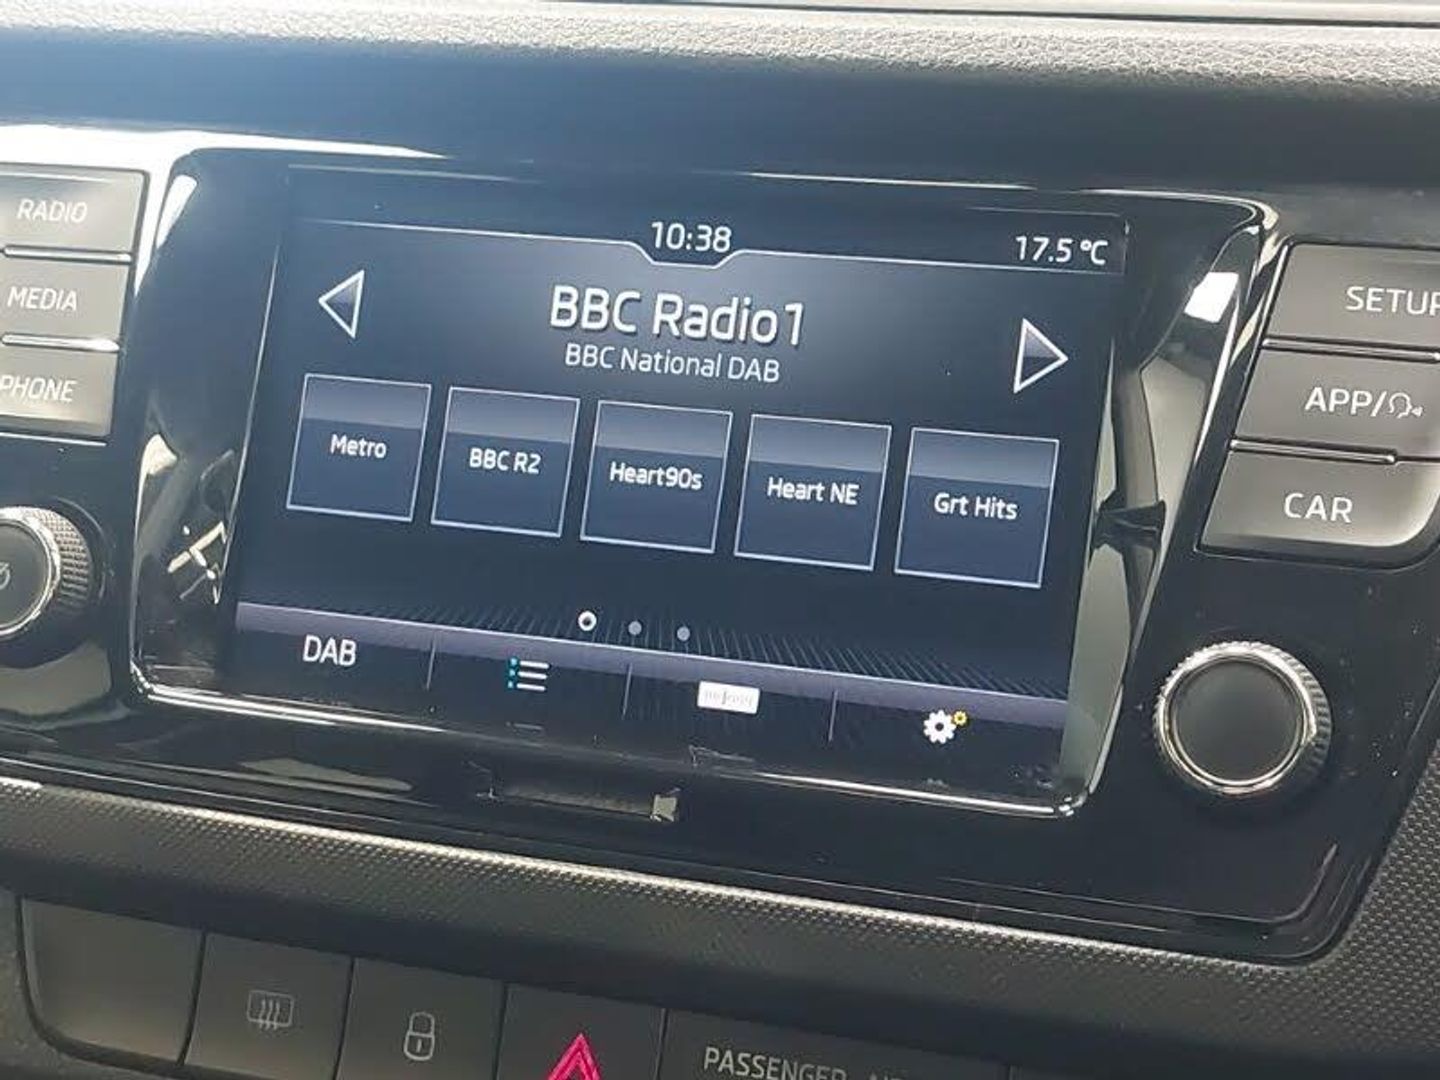 RADIO
MEDIA
PHONE
10:38
17.5 °C
BBC Radio1
BBC National DAB
Metro
BBC R2
Heart90s
Heart NE
Grt Hits
DAB
SETUP
APP/
CAR
PASSENGER